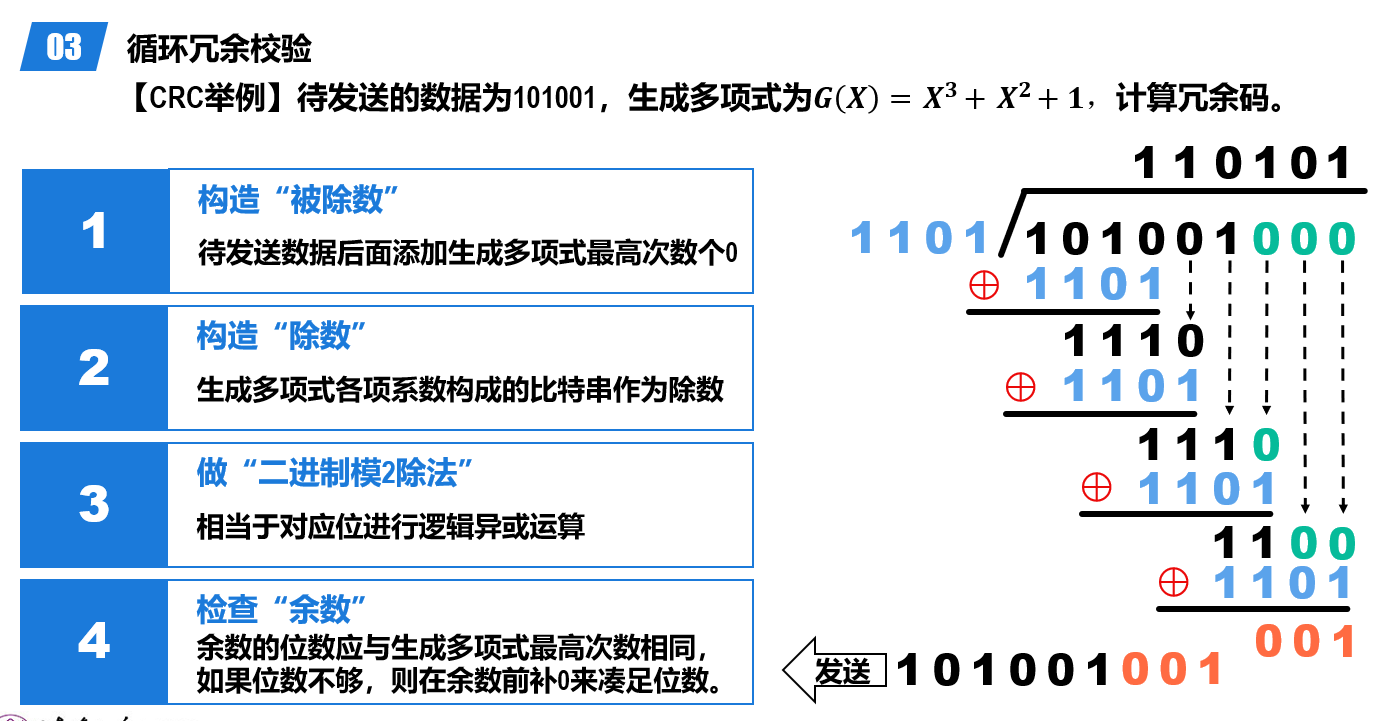 03 循环冗余校验
【CRC举例】待发送的数据为101001，生成多项式为G(X) = X³ + X² + 1，计算冗余码。
1
构造“被除数”
待发送数据后面添加生成多项式最高次数个0
2
构造“除数”
生成多项式各项系数构成的比特串作为除数
3
做“二进制模2除法”
相当于对应位进行逻辑异或运算
4
检查“余数”
余数的位数应与生成多项式最高次数相同，
如果位数不够，则在余数前补0来凑足位数。
110101
1101 101001000
⊕ 1101
1110
⊕ 1101
1110
⊕ 1101
1100
⊕ 1101
001
发送 101001001